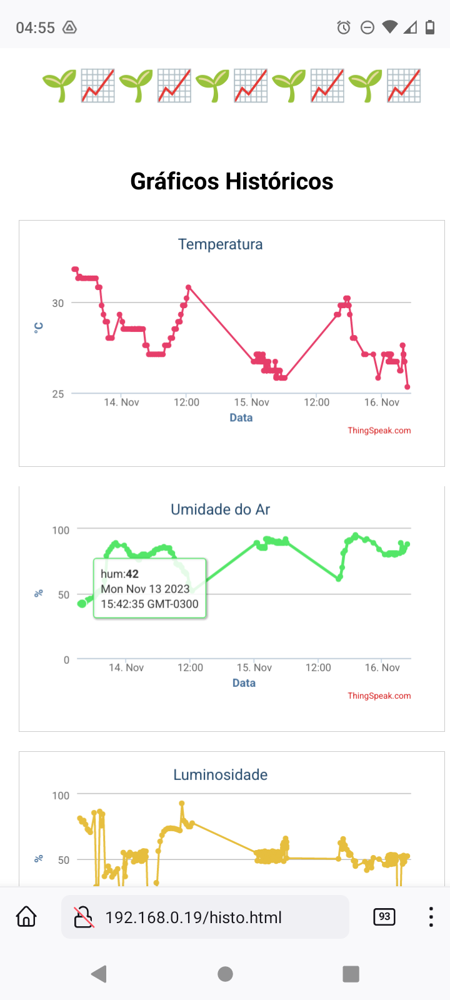 04:55
Gráficos Históricos
Temperatura
30
°C
25
14. Nov 12:00 15. Nov 12:00 16. Nov
Data
ThingSpeak.com
Umidade do Ar
100
hum:42
Mon Nov 13 2023
% 50
15:42:35 GMT-0300
0
14. Nov 12:00 15. Nov 12:00 16. Nov
Data
ThingSpeak.com
Luminosidade
100
% 50
192.168.0.19/histo.html 93